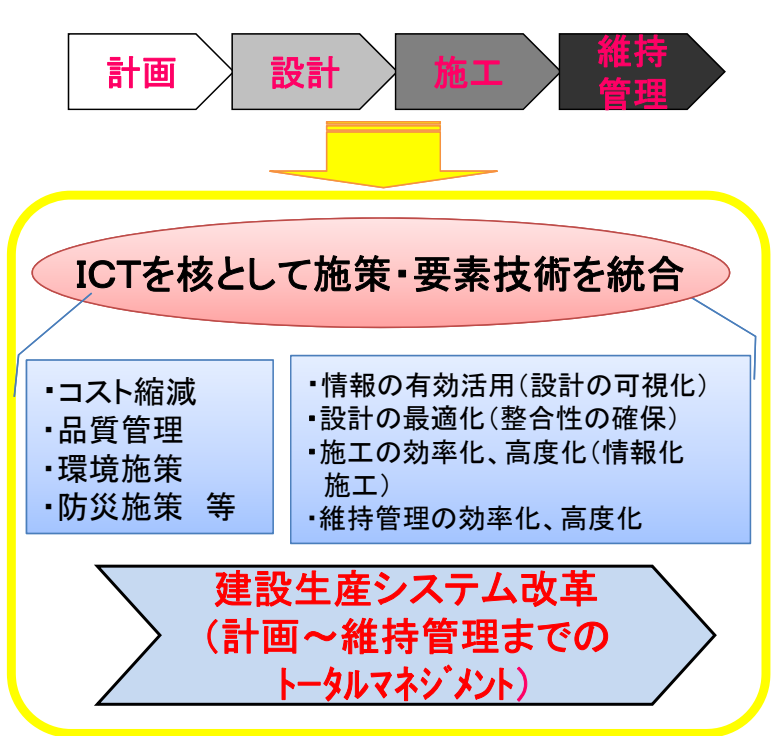 計画
設計
施工
維持
管理
ICTを核として施策・要素技術を統合
・コスト縮減
・品質管理
・環境施策
・防災施策　等
・情報の有効活用（設計の可視化）
・設計の最適化（整合性の確保）
・施工の効率化、高度化（情報化
施工）
・維持管理の効率化、高度化
建設生産システム改革
（計画～維持管理までの
ﾄｰﾀﾙﾏﾈｼﾞﾒﾝﾄ）